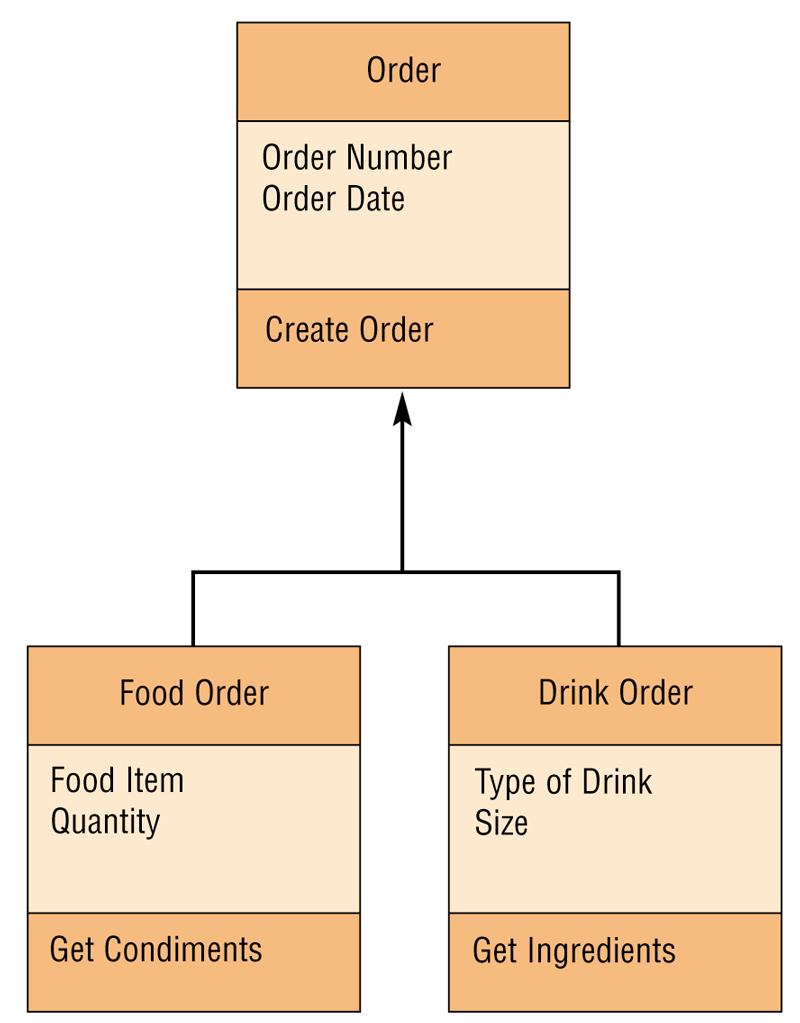 Order
Order Number
Order Date
Create Order
Food Order
Food Item
Quantity
Get Condiments
Drink Order
Type of Drink
Size
Get Ingredients